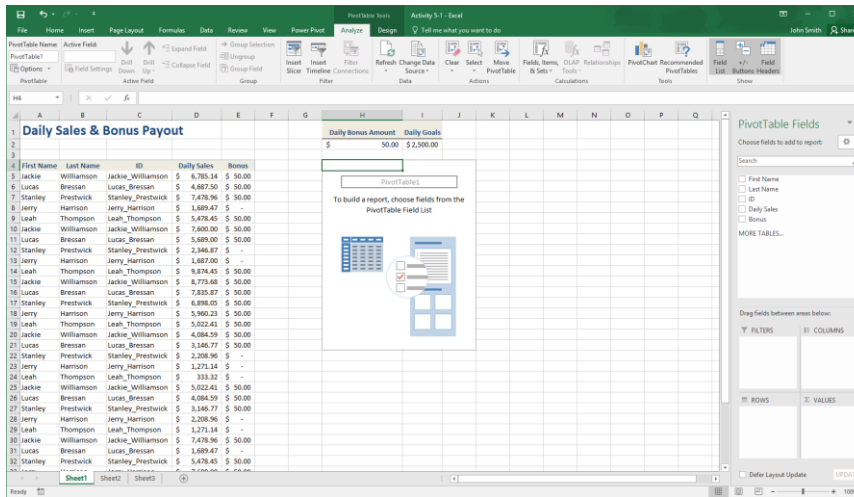 PivotTable Tools
Activity 5-1 - Excel
File Home Insert Page Layout Formulas Data Review View Power Pivot Analyze Design Tell me what you want to do
John Smith Shar
PivotTable Name: Active Field:
PivotTable1
Options
Field Settings
Drill Down
Drill Up
Expand Field
Collapse Field
Group Selection
Ungroup
Group Field
Insert Slicer
Insert Timeline
Filter Connections
Refresh
Change Data Source
Clear
Select
Move PivotTable
Fields, Items, & Sets
OLAP Tools
Relationships
PivotChart
Recommended PivotTables
Field List
+/- Buttons
Field Headers
PivotTable Active Field Group Filter Data Actions Calculations Tools Show
H4
fx
A B C D E F G H I J K L M N O P Q
1 Daily Sales & Bonus Payout Daily Bonus Amount Daily Goals
2 $ 50.00 $ 2,500.00
3
4 First Name Last Name ID Daily Sales Bonus
5 Jackie Williamson Jackie_Williamson $ 6,785.14 $ 50.00
6 Lucas Bressan Lucas_Bressan $ 4,687.50 $ 50.00
7 Stanley Prestwick Stanley_Prestwick $ 7,478.96 $ 50.00
8 Jerry Harrison Jerry_Harrison $ 1,689.47 $ -
9 Leah Thompson Leah_Thompson $ 5,478.45 $ 50.00
10 Jackie Williamson Jackie_Williamson $ 7,600.00 $ 50.00
11 Lucas Bressan Lucas_Bressan $ 5,689.00 $ 50.00
12 Stanley Prestwick Stanley_Prestwick $ 2,346.87 $ -
13 Jerry Harrison Jerry_Harrison $ 1,687.00 $ -
14 Leah Thompson Leah_Thompson $ 9,874.45 $ 50.00
15 Jackie Williamson Jackie_Williamson $ 8,773.68 $ 50.00
16 Lucas Bressan Lucas_Bressan $ 7,835.87 $ 50.00
17 Stanley Prestwick Stanley_Prestwick $ 6,898.05 $ 50.00
18 Jerry Harrison Jerry_Harrison $ 5,960.23 $ 50.00
19 Leah Thompson Leah_Thompson $ 5,022.41 $ 50.00
20 Jackie Williamson Jackie_Williamson $ 4,084.59 $ 50.00
21 Lucas Bressan Lucas_Bressan $ 3,146.77 $ 50.00
22 Stanley Prestwick Stanley_Prestwick $ 2,208.96 $ -
23 Jerry Harrison Jerry_Harrison $ 1,271.14 $ -
24 Leah Thompson Leah_Thompson $ 333.32 $ -
25 Jackie Williamson Jackie_Williamson $ 5,022.41 $ 50.00
26 Lucas Bressan Lucas_Bressan $ 4,084.59 $ 50.00
27 Stanley Prestwick Stanley_Prestwick $ 3,146.77 $ 50.00
28 Jerry Harrison Jerry_Harrison $ 2,208.96 $ -
29 Leah Thompson Leah_Thompson $ 1,271.14 $ -
30 Jackie Williamson Jackie_Williamson $ 7,478.96 $ 50.00
31 Lucas Bressan Lucas_Bressan $ 1,689.47 $ -
32 Stanley Prestwick Stanley_Prestwick $ 5,478.45 $ 50.00
PivotTable1
To build a report, choose fields from the
PivotTable Field List
PivotTable Fields
Choose fields to add to report:
Search
First Name
Last Name
ID
Daily Sales
Bonus
MORE TABLES...
Drag fields between areas below:
FILTERS COLUMNS
ROWS VALUES
Defer Layout Update UPDA
Sheet1 Sheet2 Sheet3
Ready